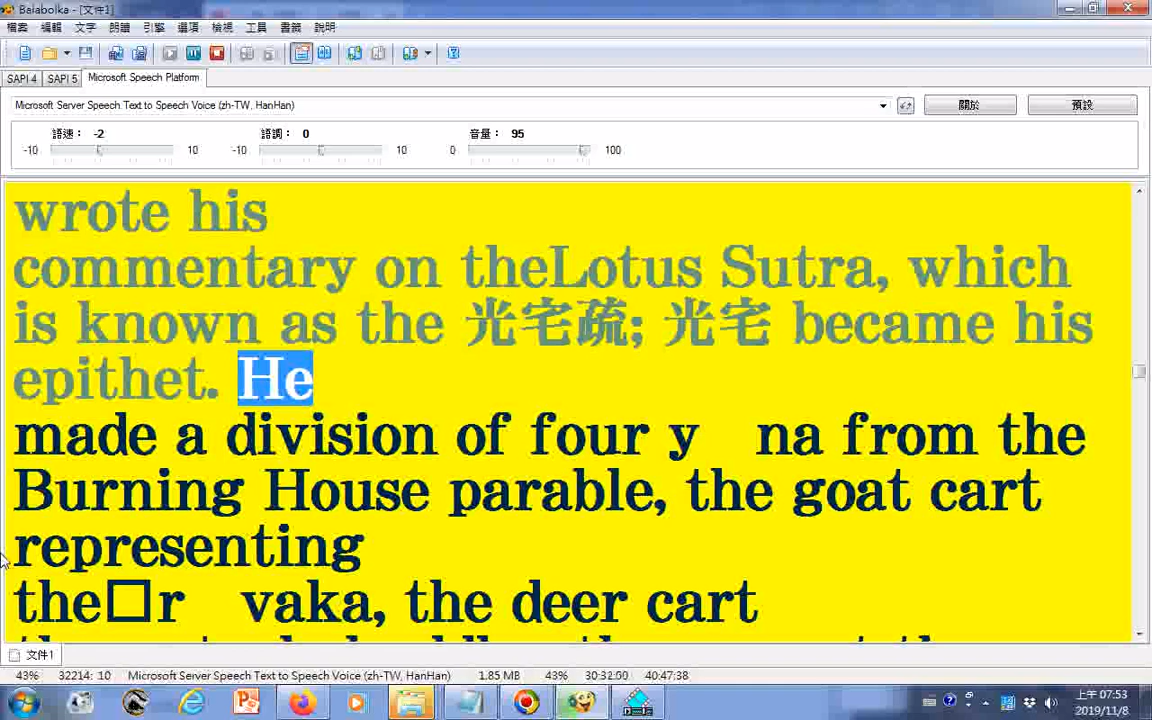 Balabolka - [文件1]
檔案 編輯 文字 朗讀 引擎 選項 檢視 工具 書籤 說明
SAPI 4 SAPI 5 Microsoft Speech Platform
Microsoft Server Speech Text to Speech Voice (zh-TW, HanHan) 關於 預設
語速： -2 語調： 0 音量： 95
-10 10 -10 10 0 100
wrote his
commentary on theLotus Sutra, which
is known as the 光宅疏; 光宅 became his
epithet. He
made a division of four y na from the
Burning House parable, the goat cart
representing
the□r vaka, the deer cart
文件1
43% 32214: 10 Microsoft Server Speech Text to Speech Voice (zh-TW, HanHan) 1.85 MB 43% 30:32:00 40:47:38
上午 07:53
2019/11/8